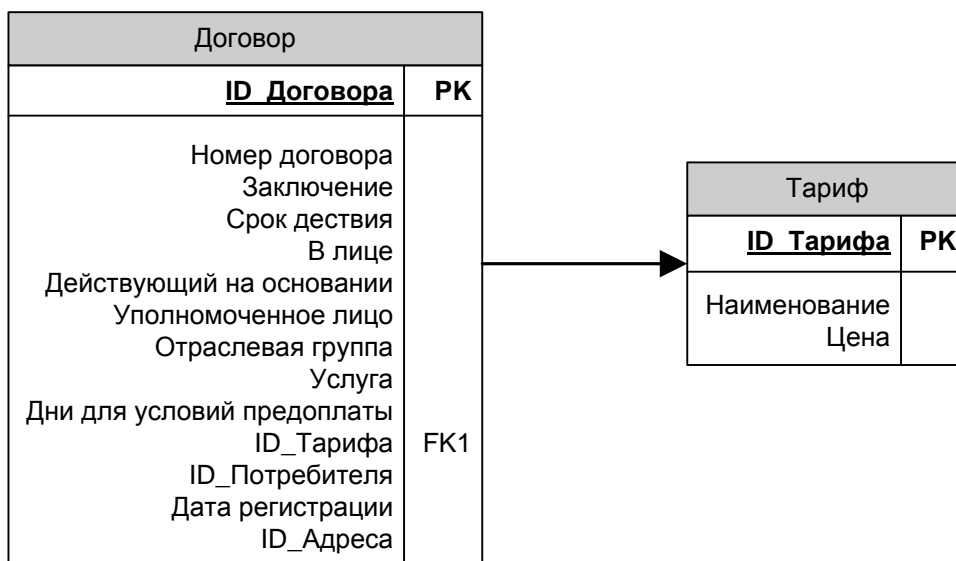 Договор
ID_Договора PK
Номер договора
Заключение
Срок дествия
В лице
Действующий на основании
Уполномоченное лицо
Отраслевая группа
Услуга
Дни для условий предоплаты
ID_Тарифа FK1
ID_Потребителя
Дата регистрации
ID_Адреса
Тариф
ID_Тарифа PK
Наименование
Цена